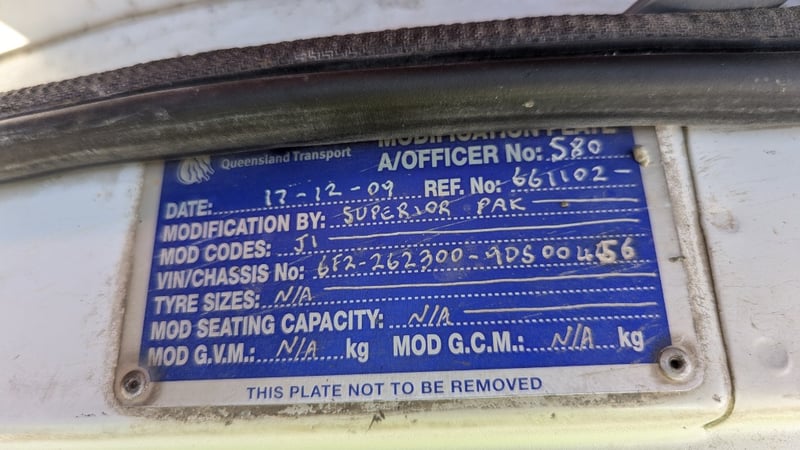 MODIFICATION PLATE
Queensland Transport
A/OFFICER No: 580
DATE: 17-12-09 REF. No: 661102-
MODIFICATION BY: SUPERIOR PAK
MOD CODES: J1
VIN/CHASSIS No: 6F2-262300-9DS00456
TYRE SIZES: N/A
MOD SEATING CAPACITY: N/A
MOD G.V.M.: N/A kg MOD G.C.M.: N/A kg
THIS PLATE NOT TO BE REMOVED